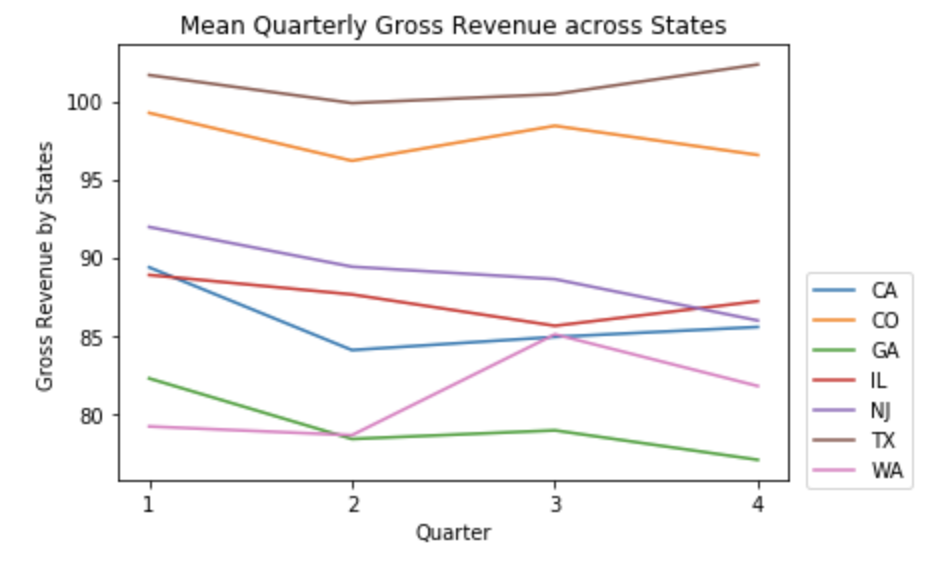 Mean Quarterly Gross Revenue across States
Gross Revenue by States
100
95
90
85
80
1 2 3 4
Quarter
CA
CO
GA
IL
NJ
TX
WA